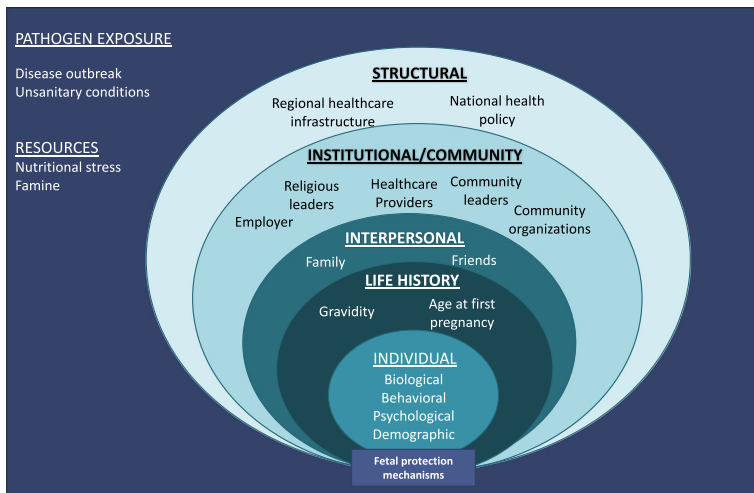 PATHOGEN EXPOSURE
Disease outbreak
Unsanitary conditions
RESOURCES
Nutritional stress
Famine
STRUCTURAL
Regional healthcare
infrastructure
National health
policy
INSTITUTIONAL/COMMUNITY
Employer
Religious
leaders
Healthcare
Providers
Community
leaders
Community
organizations
INTERPERSONAL
Family
Friends
LIFE HISTORY
Gravidity
Age at first
pregnancy
INDIVIDUAL
Biological
Behavioral
Psychological
Demographic
Fetal protection
mechanisms